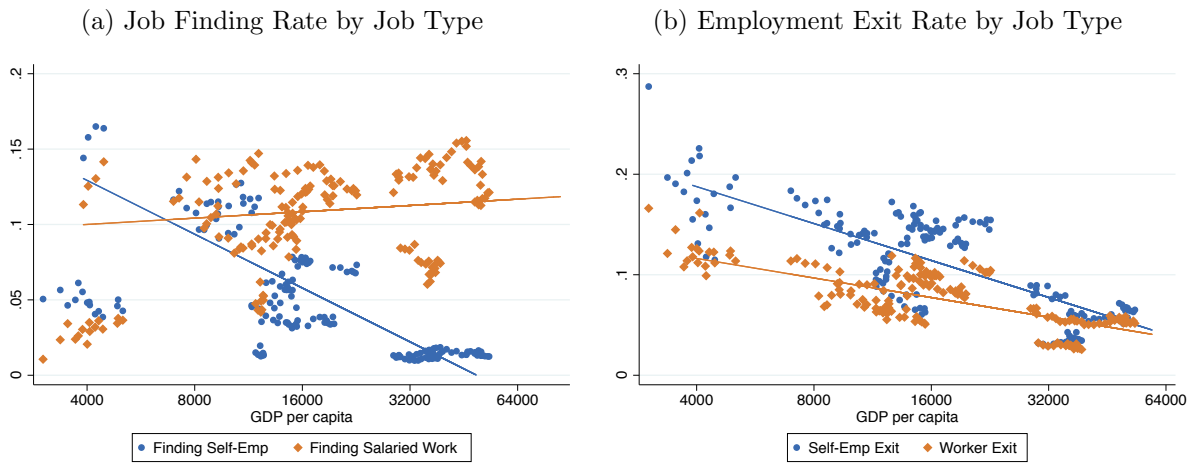 (a) Job Finding Rate by Job Type
.2
.15
.1
.05
0
4000 8000 16000 32000 64000
GDP per capita
Finding Self-Emp Finding Salaried Work
(b) Employment Exit Rate by Job Type
.3
.2
.1
0
4000 8000 16000 32000 64000
GDP per capita
Self-Emp Exit Worker Exit